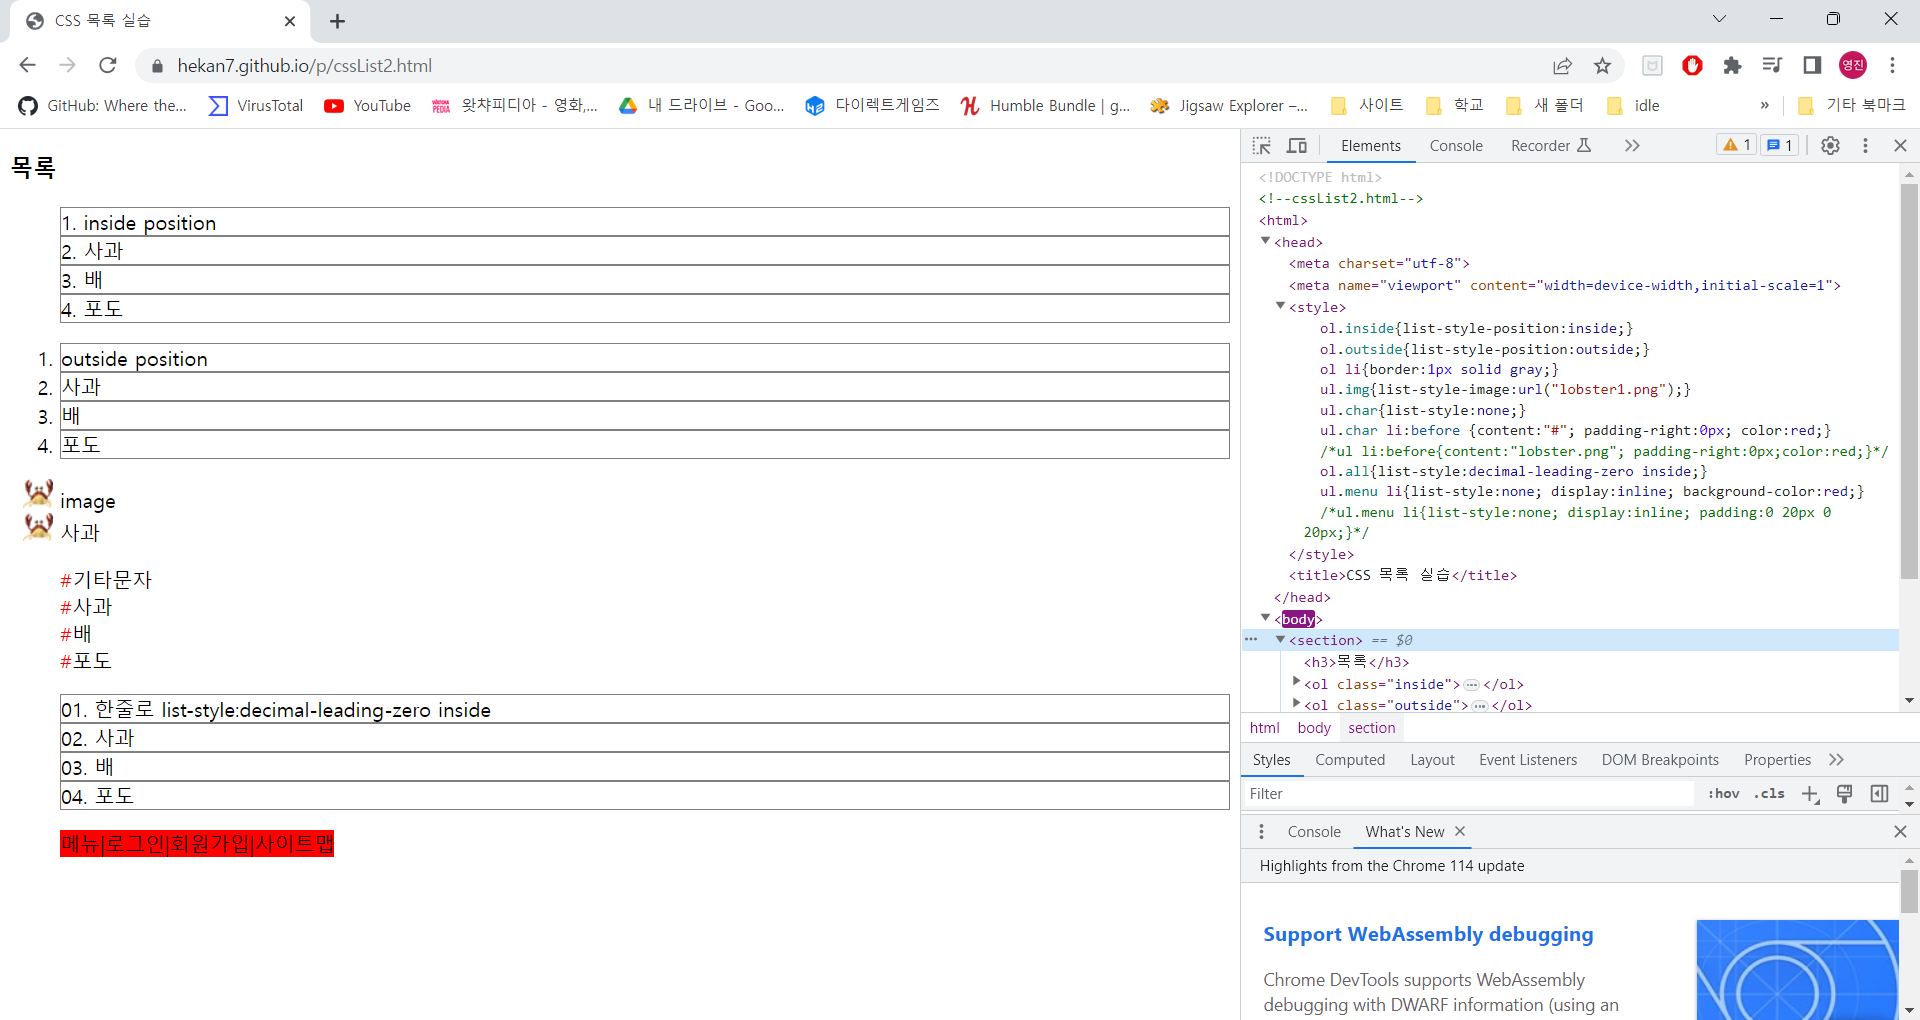 CSS 목록 실습
hekan7.github.io/p/cssList2.html
영진
GitHub: Where the... VirusTotal YouTube 왓챠피디아 - 영화,... 내 드라이브 - Goo... 다이렉트게임즈 Humble Bundle | g... Jigsaw Explorer –... 사이트 학교 새 폴더 idle » 기타 북마크
목록
1. inside position
2. 사과
3. 배
4. 포도
1. outside position
2. 사과
3. 배
4. 포도
image
사과
#기타문자
#사과
#배
#포도
01. 한줄로 list-style:decimal-leading-zero inside
02. 사과
03. 배
04. 포도
메뉴|로그인|회원가입|사이트맵
Elements Console Recorder 1 1
<!DOCTYPE html>
<!--cssList2.html-->
<html>
<head>
<meta charset="utf-8">
<meta name="viewport" content="width=device-width,initial-scale=1">
<style>
ol.inside{list-style-position:inside;}
ol.outside{list-style-position:outside;}
ol li{border:1px solid gray;}
ul.img{list-style-image:url("lobster1.png");}
ul.char{list-style:none;}
ul.char li:before {content:"#"; padding-right:0px; color:red;}
/*ul li:before{content:"lobster.png"; padding-right:0px;color:red;}*/
ol.all{list-style:decimal-leading-zero inside;}
ul.menu li{list-style:none; display:inline; background-color:red;}
/*ul.menu li{list-style:none; display:inline; padding:0 20px 0
20px;}*/
</style>
<title>CSS 목록 실습</title>
</head>
<body>
<section> == $0
<h3>목록</h3>
<ol class="inside">…</ol>
<ol class="outside">…</ol>
html body section
Styles Computed Layout Event Listeners DOM Breakpoints Properties
Filter :hov .cls
Console What's New
Highlights from the Chrome 114 update
Support WebAssembly debugging
Chrome DevTools supports WebAssembly
debugging with DWARF information (using an